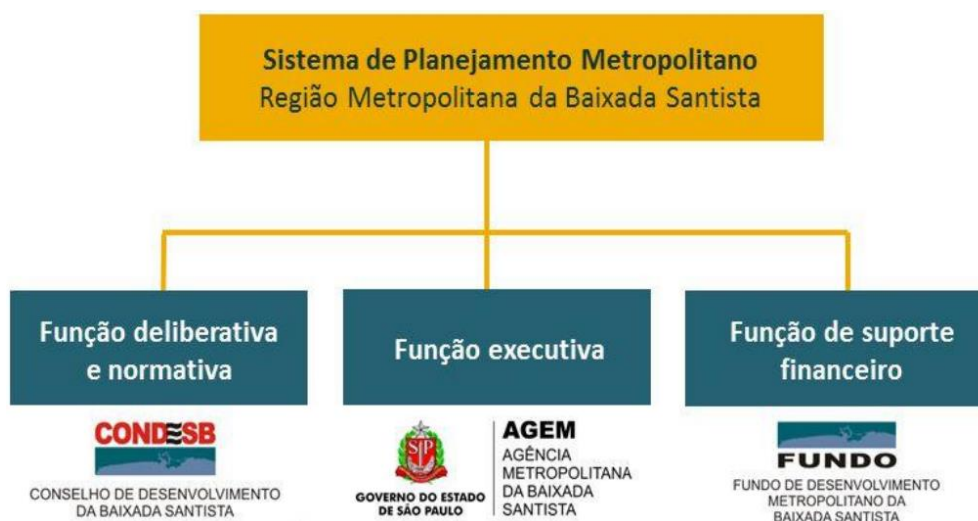 Sistema de Planejamento Metropolitano
Região Metropolitana da Baixada Santista
Função deliberativa
e normativa
Função executiva
Função de suporte
financeiro
CONDESB
CONSELHO DE DESENVOLVIMENTO
DA BAIXADA SANTISTA
SP
GOVERNO DO ESTADO
DE SÃO PAULO
AGEM
AGÊNCIA
METROPOLITANA
DA BAIXADA
SANTISTA
FUNDO
FUNDO DE DESENVOLVIMENTO
METROPOLITANO DA
BAIXADA SANTISTA